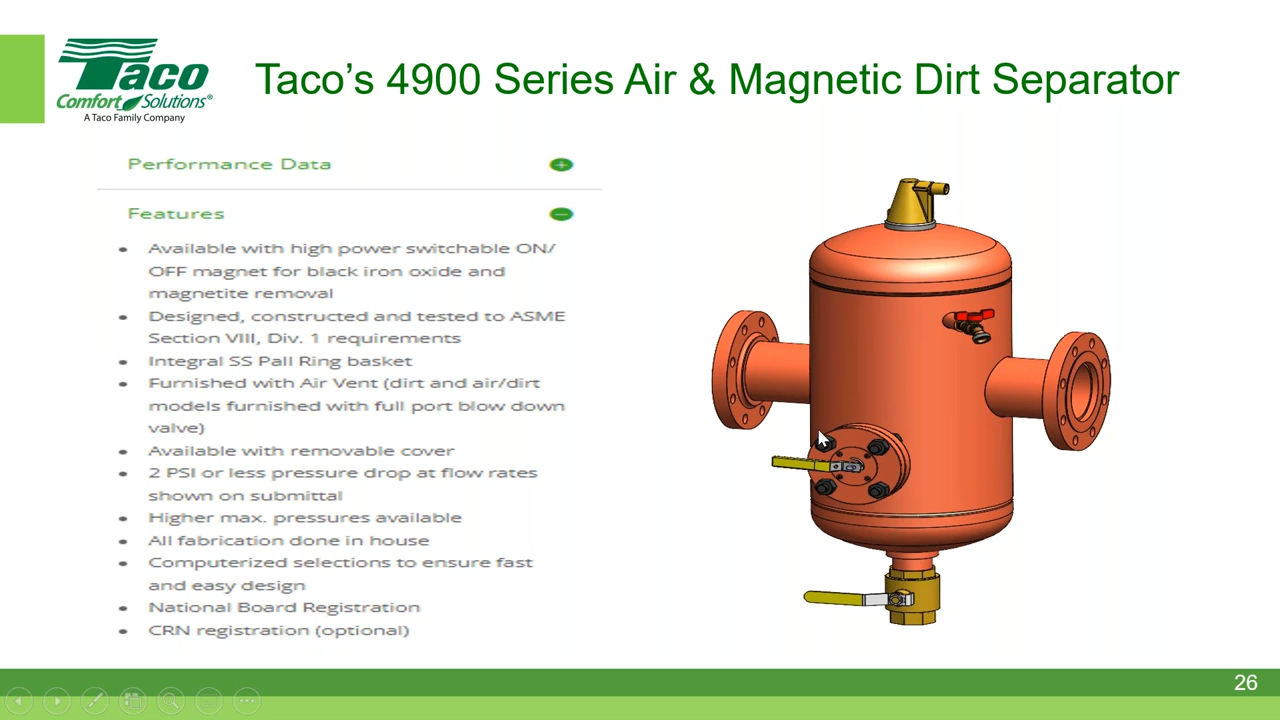 Taco
Comfort Solutions®
A Taco Family Company
Taco's 4900 Series Air & Magnetic Dirt Separator
Performance Data
Features
• Available with high power switchable ON/
OFF magnet for black iron oxide and
magnetite removal
• Designed, constructed and tested to ASME
Section VIII, Div. 1 requirements
• Integral SS Pall Ring basket
• Furnished with Air Vent (dirt and air/dirt
models furnished with full port blow down
valve)
• Available with removable cover
• 2 PSI or less pressure drop at flow rates
shown on submittal
• Higher max. pressures available
• All fabrication done in house
• Computerized selections to ensure fast
and easy design
• National Board Registration
• CRN registration (optional)
26